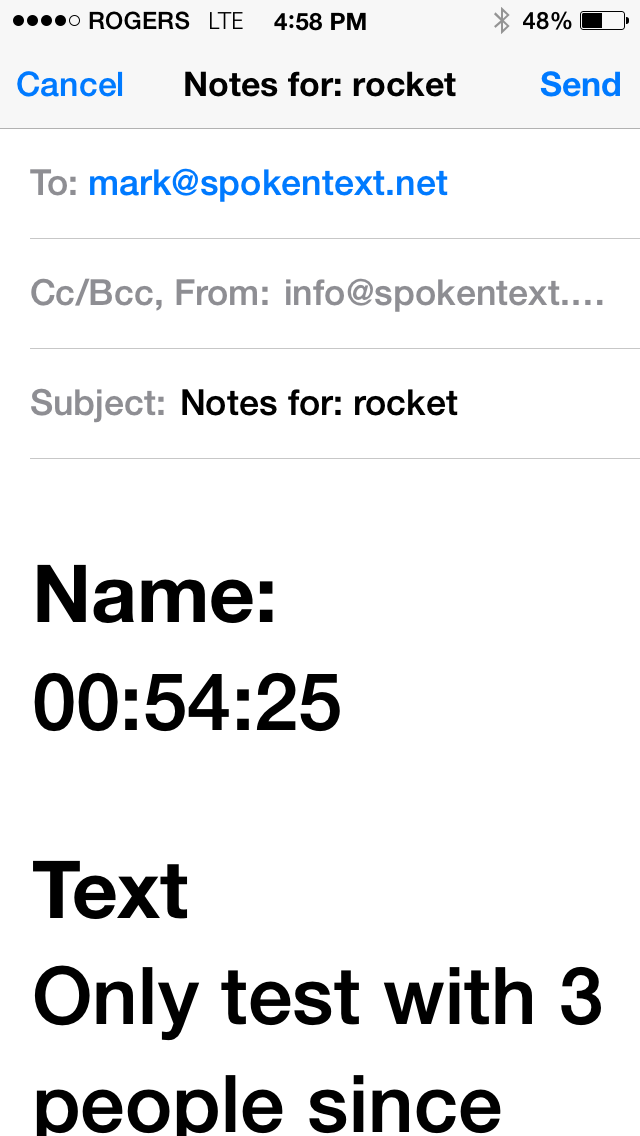 ROGERS LTE 4:58 PM 48%
Cancel Notes for: rocket Send
To: mark@spokentext.net
Cc/Bcc, From: info@spokentext....
Subject: Notes for: rocket
Name:
00:54:25
Text
Only test with 3
people since